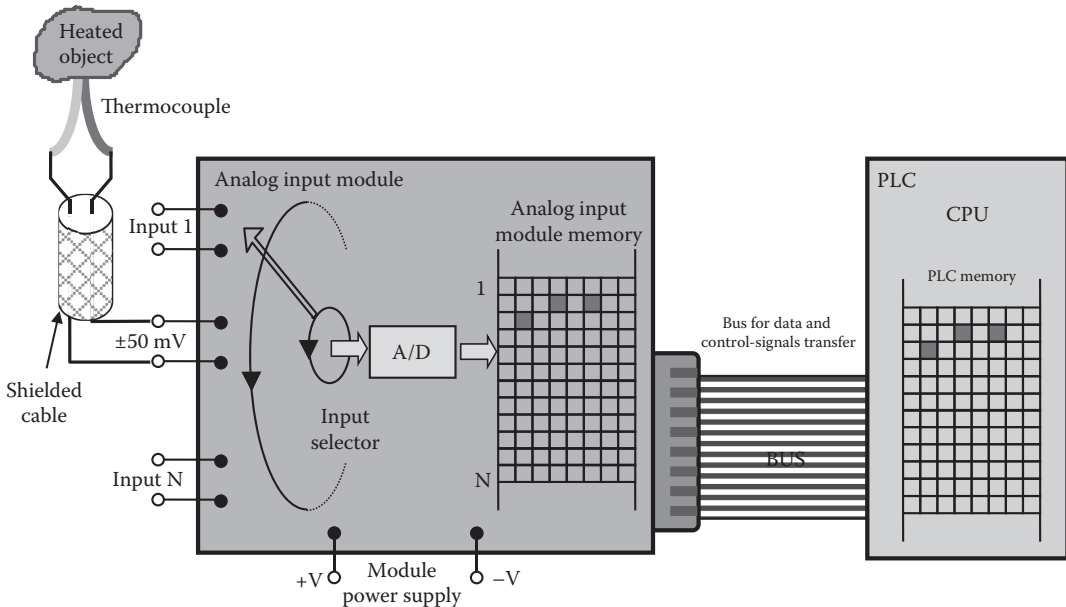 Heated
object
Thermocouple
Analog input module
Input 1
±50 mV
Shielded
cable
Input N
Input
selector
A/D
Analog input
module memory
1
N
+V
Module
power supply
−V
Bus for data and
control-signals transfer
BUS
PLC
CPU
PLC memory